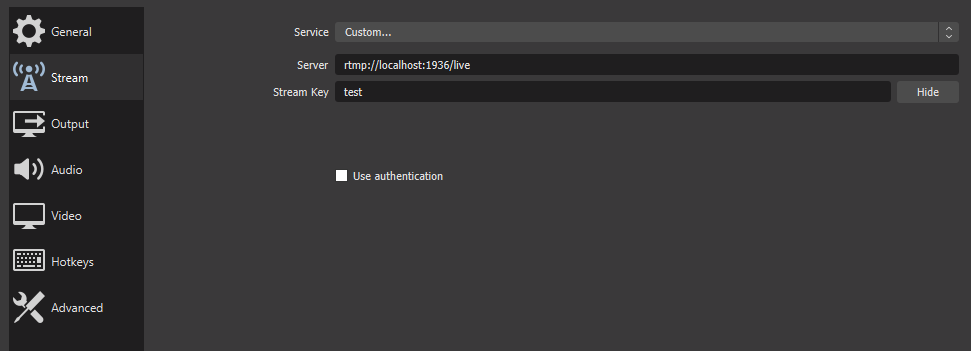 General
Stream
Output
Audio
Video
Hotkeys
Advanced
Service Custom...
Server rtmp://localhost:1936/live
Stream Key test Hide
Use authentication